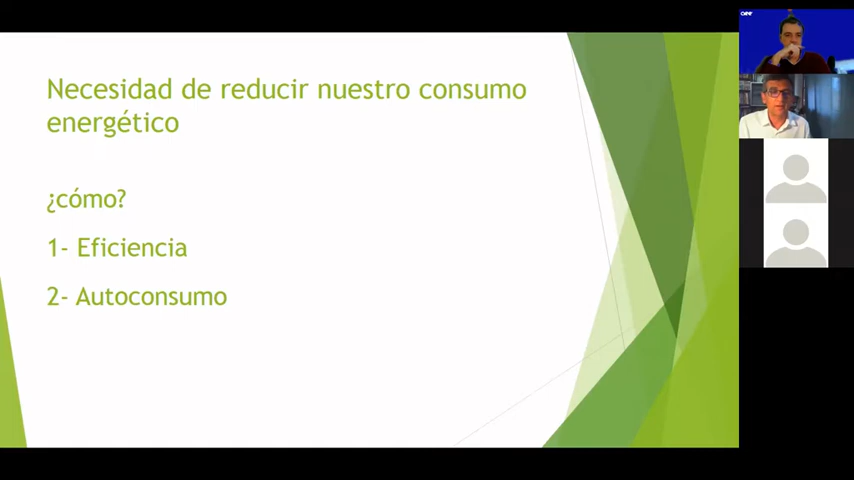 Necesidad de reducir nuestro consumo
energético
¿cómo?
1- Eficiencia
2- Autoconsumo